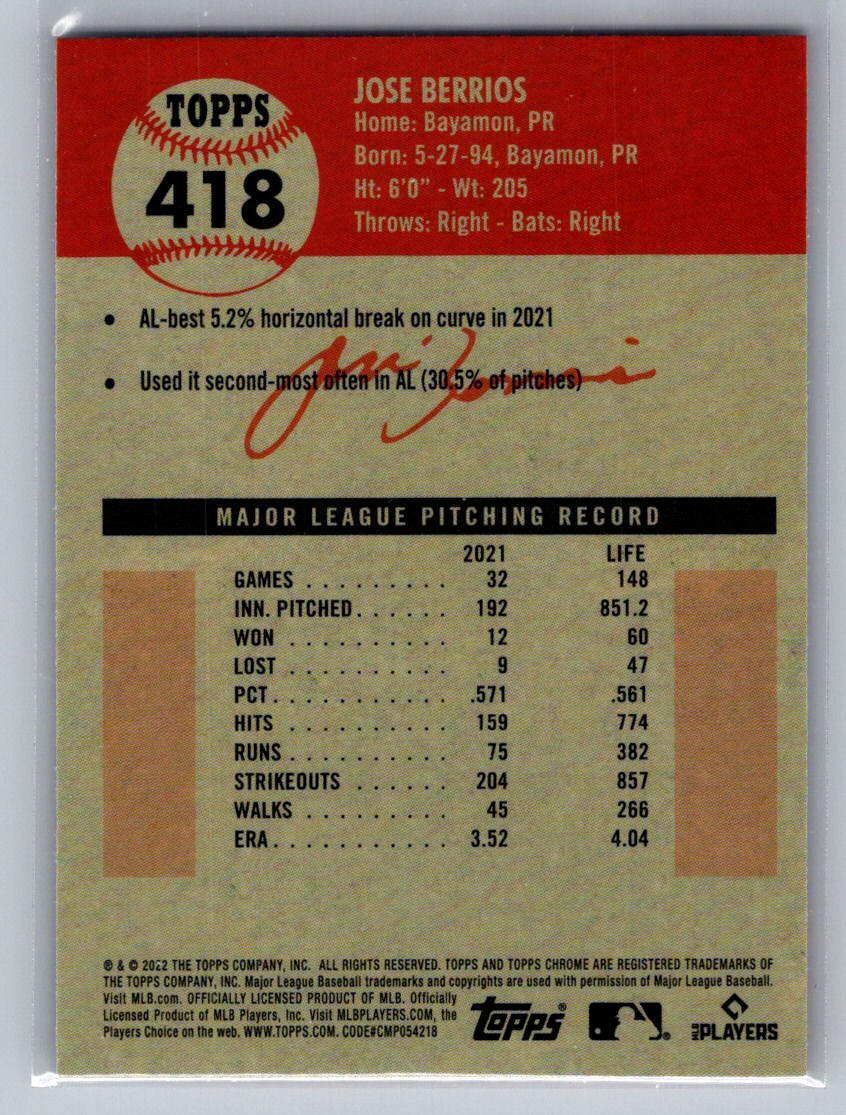 TOPPS
418
JOSE BERRIOS
Home: Bayamon, PR
Born: 5-27-94, Bayamon, PR
Ht: 6'0" - Wt: 205
Throws: Right - Bats: Right
• AL-best 5.2% horizontal break on curve in 2021
• Used it second-most often in AL (30.5% of pitches)
MAJOR LEAGUE PITCHING RECORD
2021 LIFE
GAMES . . . . . . . . . . 32 148
INN. PITCHED. . . . . . 192 851.2
WON . . . . . . . . . . 12 60
LOST . . . . . . . . . . 9 47
PCT. . . . . . . . . . . . .571 .561
HITS . . . . . . . . . . 159 774
RUNS. . . . . . . . . . 75 382
STRIKEOUTS . . . . . . 204 857
WALKS . . . . . . . . . 45 266
ERA. . . . . . . . . . . . 3.52 4.04
® & © 2022 THE TOPPS COMPANY, INC. ALL RIGHTS RESERVED. TOPPS AND TOPPS CHROME ARE REGISTERED TRADEMARKS OF
THE TOPPS COMPANY, INC. Major League Baseball trademarks and copyrights are used with permission of Major League Baseball.
Visit MLB.com. OFFICIALLY LICENSED PRODUCT OF MLB. Officially
Licensed Product of MLB Players, Inc. Visit MLBPLAYERS.COM, the
Players Choice on the web. WWW.TOPPS.COM. CODE#CMP054218
Topps®
®
MLB PLAYERS